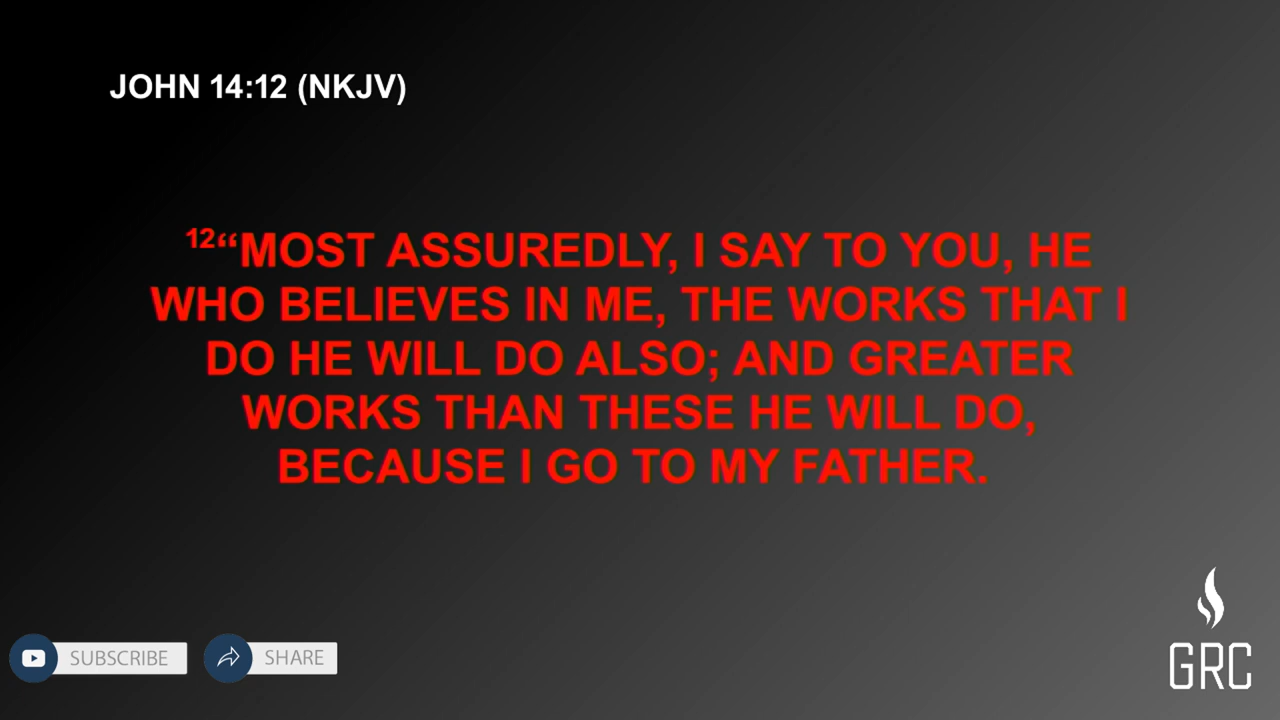 JOHN 14:12 (NKJV)
12“MOST ASSUREDLY, I SAY TO YOU, HE
WHO BELIEVES IN ME, THE WORKS THAT I
DO HE WILL DO ALSO; AND GREATER
WORKS THAN THESE HE WILL DO,
BECAUSE I GO TO MY FATHER.
SUBSCRIBE
SHARE
GRC